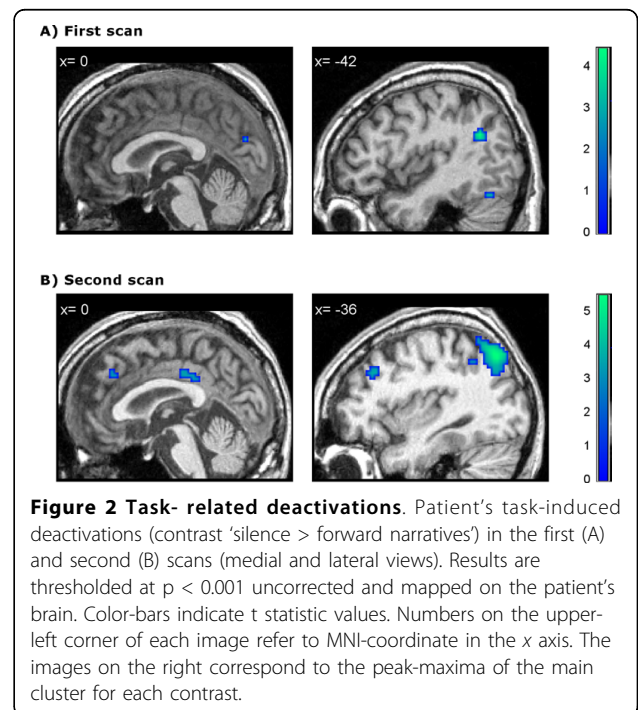 A) First scan
x= 0
x= -42
4
3
2
1
0
B) Second scan
x= 0
x= -36
5
4
3
2
1
0
Figure 2 Task- related deactivations. Patient's task-induced
deactivations (contrast 'silence > forward narratives') in the first (A)
and second (B) scans (medial and lateral views). Results are
thresholded at p < 0.001 uncorrected and mapped on the patient's
brain. Color-bars indicate t statistic values. Numbers on the upper-
left corner of each image refer to MNI-coordinate in the x axis. The
images on the right correspond to the peak-maxima of the main
cluster for each contrast.